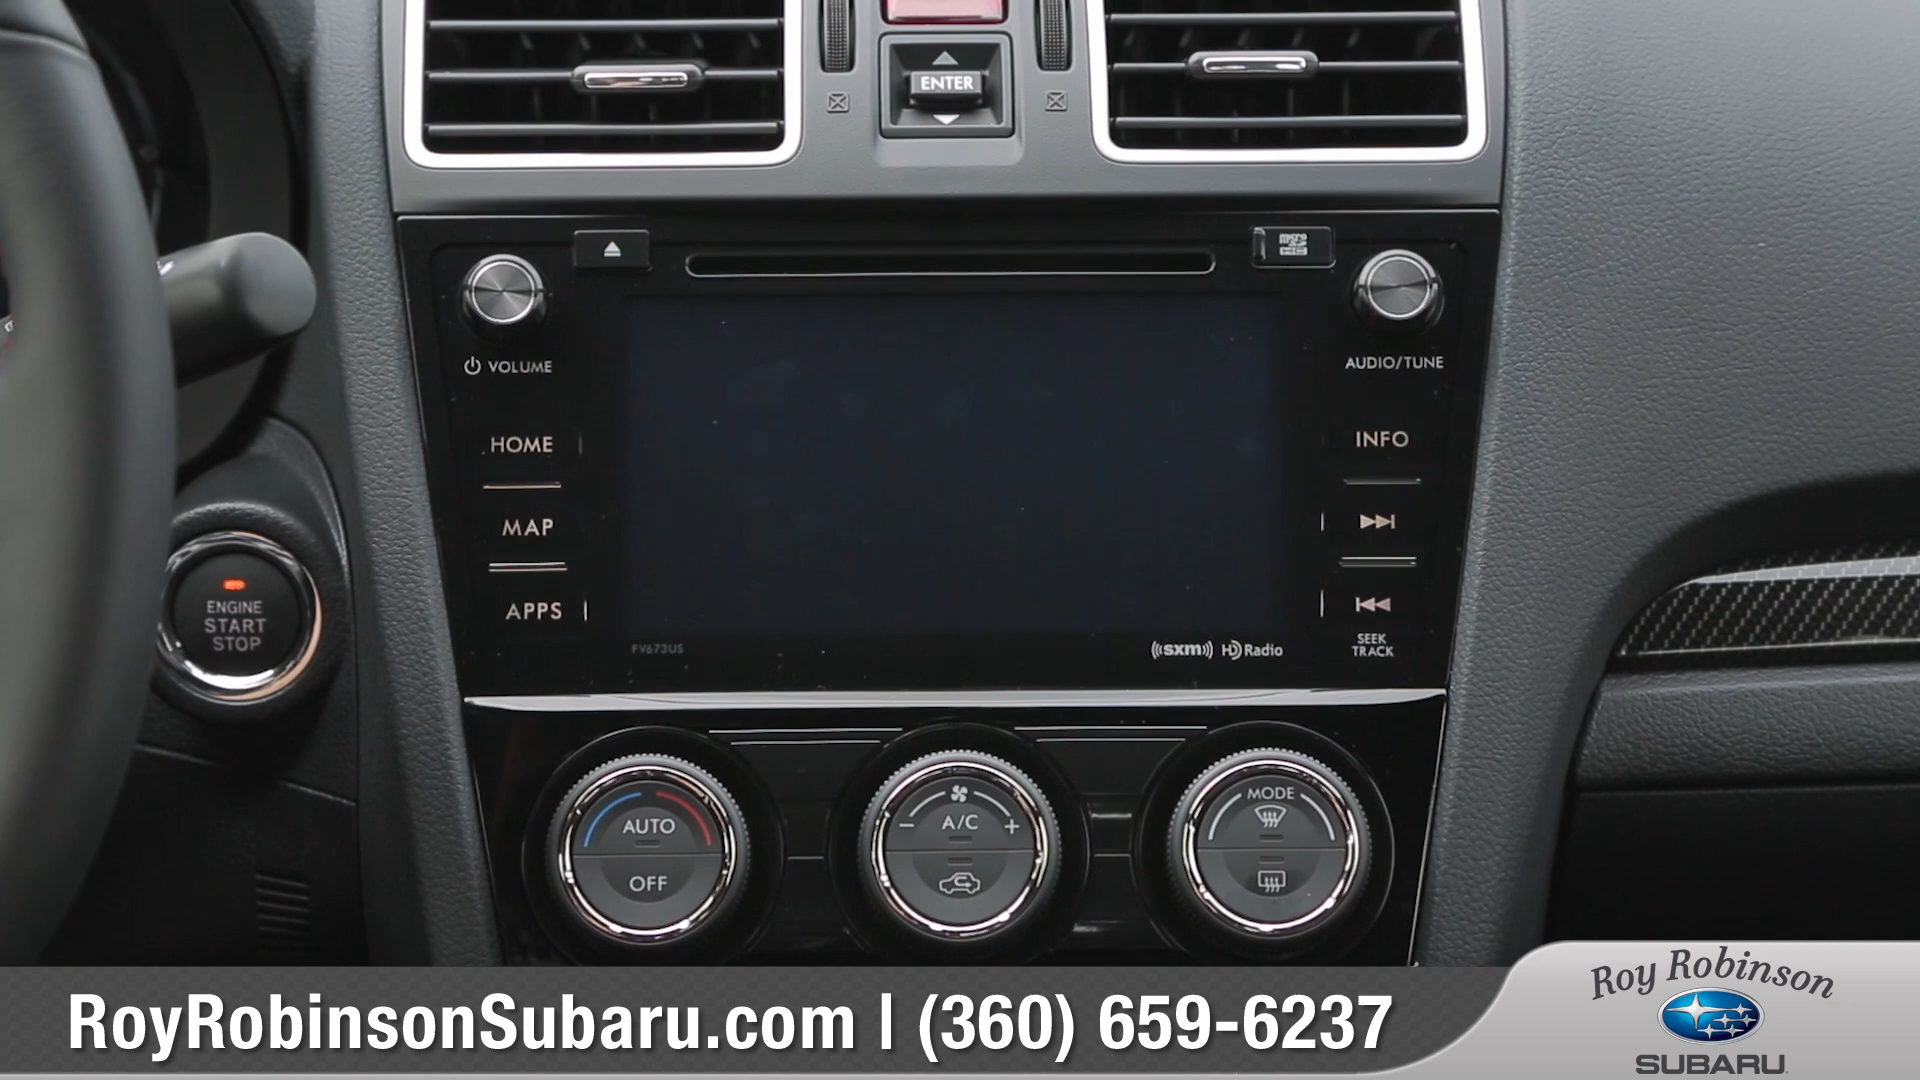 ENTER
micro
VOLUME
AUDIO/TUNE
HOME
INFO
MAP
APPS
ENGINE
START
STOP
SEEK
TRACK
FV673US
((sxm)) HD Radio
AUTO
OFF
A/C
− +
MODE
RoyRobinsonSubaru.com | (360) 659-6237
Roy Robinson
SUBARU